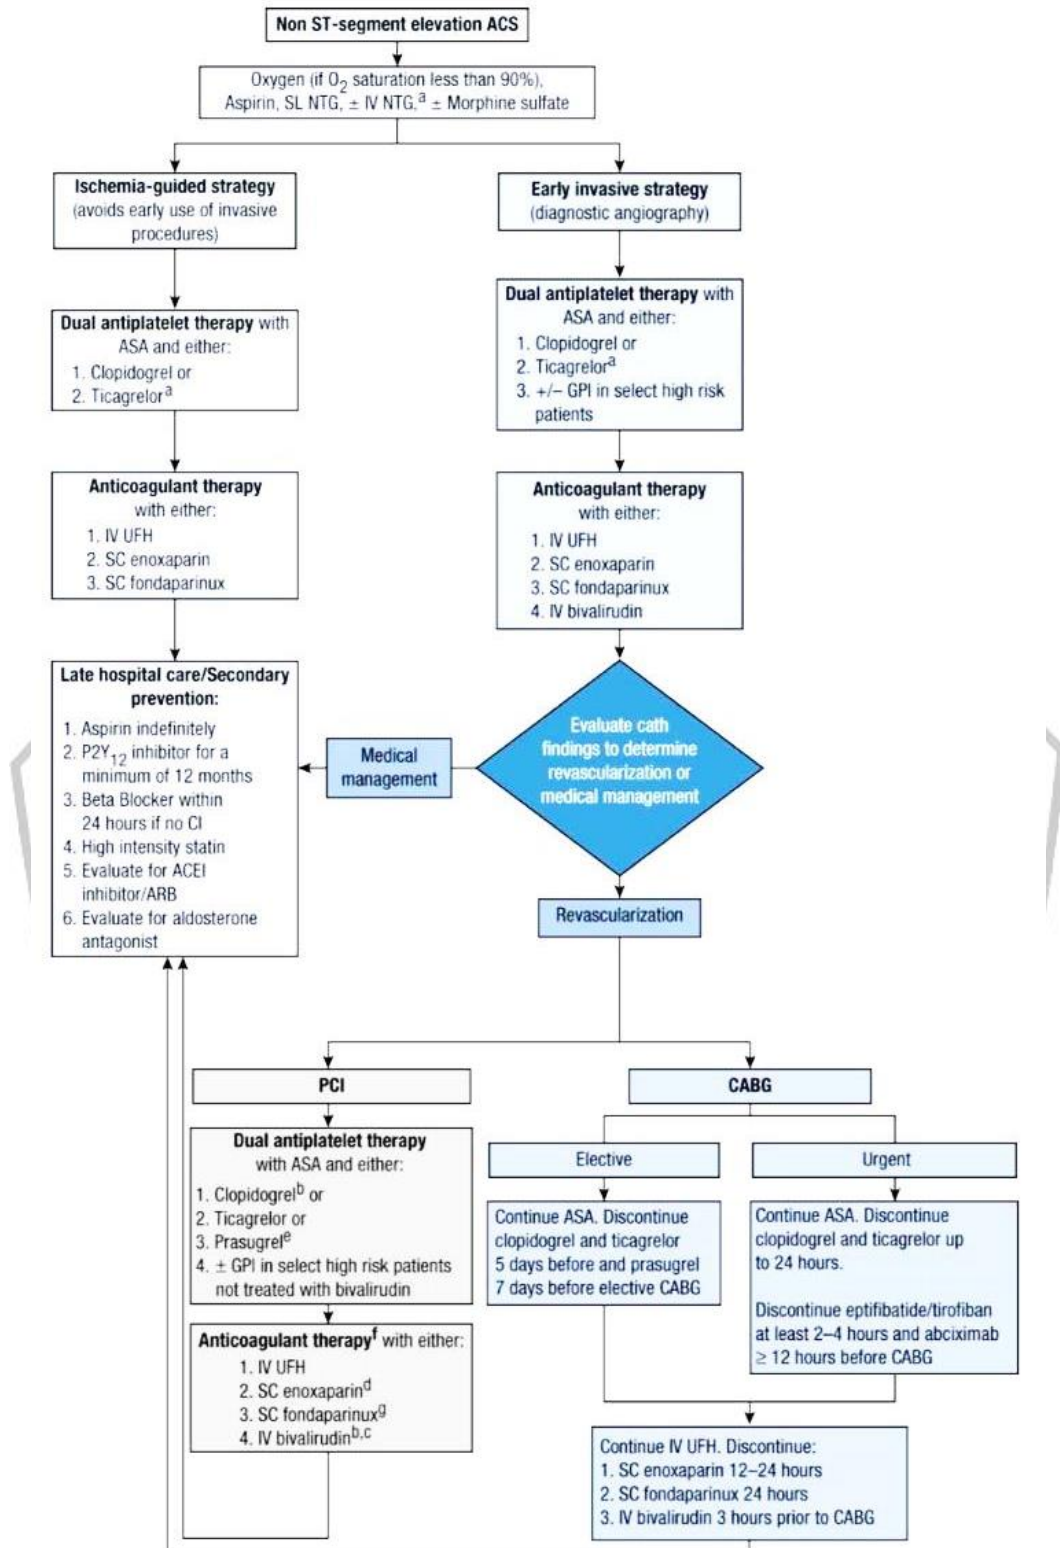 Non ST-segment elevation ACS
Oxygen (if O₂ saturation less than 90%),
Aspirin, SL NTG, ± IV NTG,ᵃ ± Morphine sulfate
Ischemia-guided strategy
(avoids early use of invasive
procedures)
Early invasive strategy
(diagnostic angiography)
Dual antiplatelet therapy with
ASA and either:
1. Clopidogrel or
2. Ticagrelorᵃ
Dual antiplatelet therapy with
ASA and either:
1. Clopidogrel or
2. Ticagrelorᵃ
3. +/– GPI in select high risk
patients
Anticoagulant therapy
with either:
1. IV UFH
2. SC enoxaparin
3. SC fondaparinux
Anticoagulant therapy
with either:
1. IV UFH
2. SC enoxaparin
3. SC fondaparinux
4. IV bivalirudin
Late hospital care/Secondary
prevention:
1. Aspirin indefinitely
2. P2Y₁₂ inhibitor for a
minimum of 12 months
3. Beta Blocker within
24 hours if no CI
4. High intensity statin
5. Evaluate for ACEI
inhibitor/ARB
6. Evaluate for aldosterone
antagonist
Medical
management
Evaluate cath
findings to determine
revascularization or
medical management
Revascularization
PCI
CABG
Dual antiplatelet therapy
with ASA and either:
1. Clopidogrelᵇ or
2. Ticagrelor or
3. Prasugrelᵉ
4. ± GPI in select high risk patients
not treated with bivalirudin
Anticoagulant therapyᶠ with either:
1. IV UFH
2. SC enoxaparinᵈ
3. SC fondaparinuxᵍ
4. IV bivalirudinᵇ,ᶜ
Elective
Urgent
Continue ASA. Discontinue
clopidogrel and ticagrelor
5 days before and prasugrel
7 days before elective CABG
Continue ASA. Discontinue
clopidogrel and ticagrelor up
to 24 hours.
Discontinue eptifibatide/tirofiban
at least 2–4 hours and abciximab
≥ 12 hours before CABG
Continue IV UFH. Discontinue:
1. SC enoxaparin 12–24 hours
2. SC fondaparinux 24 hours
3. IV bivalirudin 3 hours prior to CABG